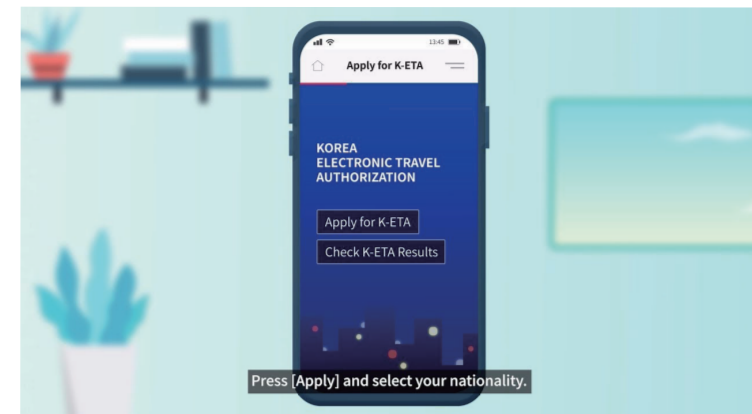 13:45
Apply for K-ETA
KOREA
ELECTRONIC TRAVEL
AUTHORIZATION
Apply for K-ETA
Check K-ETA Results
Press [Apply] and select your nationality.